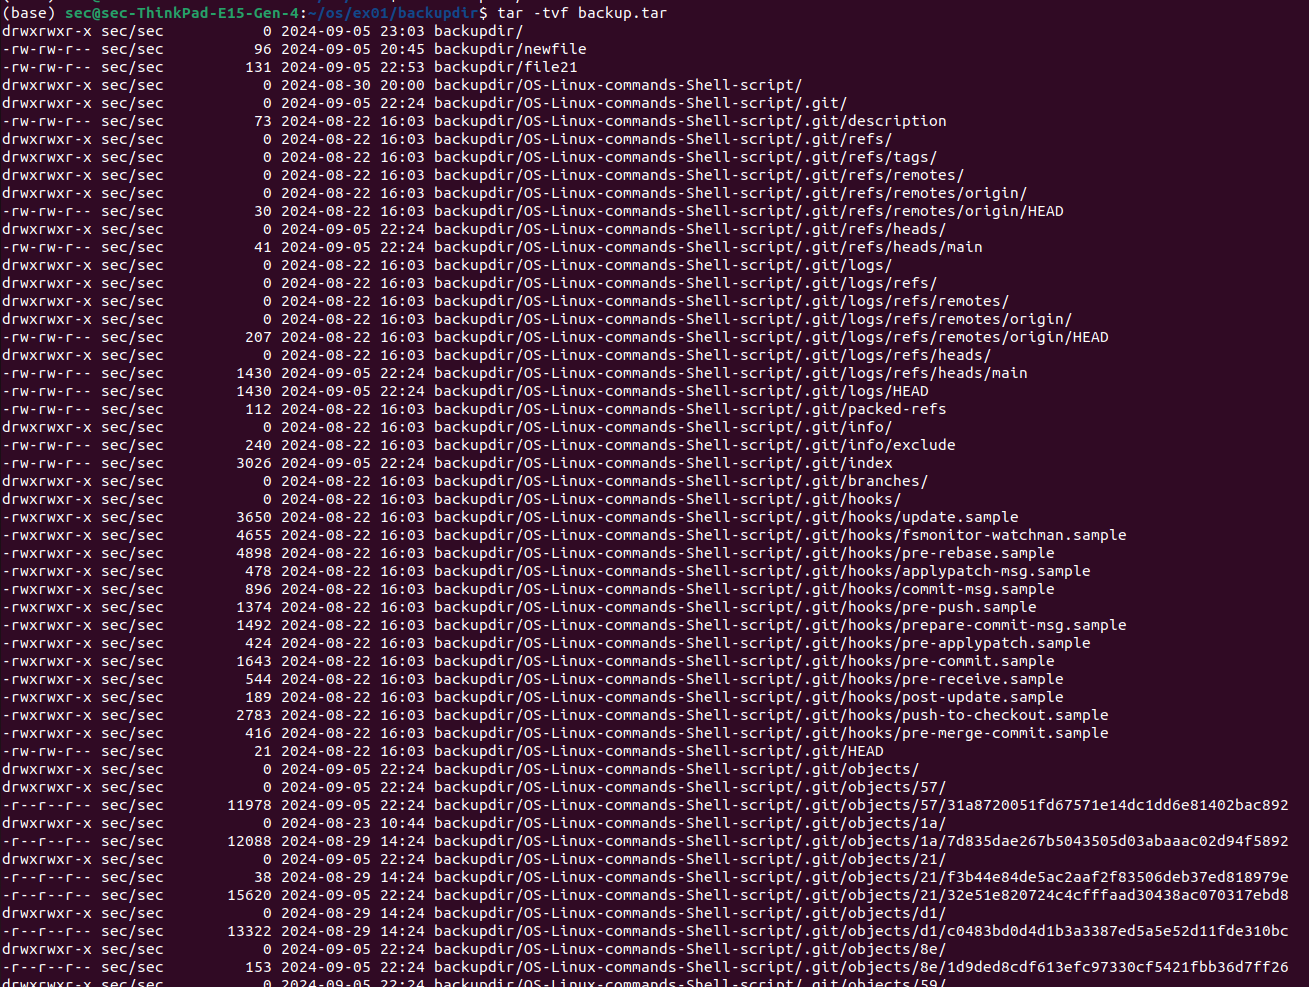 (base) sec@sec-ThinkPad-E15-Gen-4:~/os/ex01/backupdir$ tar -tvf backup.tar
drwxrwxr-x sec/sec           0 2024-09-05 23:03 backupdir/
-rw-rw-r-- sec/sec          96 2024-09-05 20:45 backupdir/newfile
-rw-rw-r-- sec/sec         131 2024-09-05 22:53 backupdir/file21
drwxrwxr-x sec/sec           0 2024-08-30 20:00 backupdir/OS-Linux-commands-Shell-script/
drwxrwxr-x sec/sec           0 2024-09-05 22:24 backupdir/OS-Linux-commands-Shell-script/.git/
-rw-rw-r-- sec/sec          73 2024-08-22 16:03 backupdir/OS-Linux-commands-Shell-script/.git/description
drwxrwxr-x sec/sec           0 2024-08-22 16:03 backupdir/OS-Linux-commands-Shell-script/.git/refs/
drwxrwxr-x sec/sec           0 2024-08-22 16:03 backupdir/OS-Linux-commands-Shell-script/.git/refs/tags/
drwxrwxr-x sec/sec           0 2024-08-22 16:03 backupdir/OS-Linux-commands-Shell-script/.git/refs/remotes/
drwxrwxr-x sec/sec           0 2024-08-22 16:03 backupdir/OS-Linux-commands-Shell-script/.git/refs/remotes/origin/
-rw-rw-r-- sec/sec          30 2024-08-22 16:03 backupdir/OS-Linux-commands-Shell-script/.git/refs/remotes/origin/HEAD
drwxrwxr-x sec/sec           0 2024-09-05 22:24 backupdir/OS-Linux-commands-Shell-script/.git/refs/heads/
-rw-rw-r-- sec/sec          41 2024-09-05 22:24 backupdir/OS-Linux-commands-Shell-script/.git/refs/heads/main
drwxrwxr-x sec/sec           0 2024-08-22 16:03 backupdir/OS-Linux-commands-Shell-script/.git/logs/
drwxrwxr-x sec/sec           0 2024-08-22 16:03 backupdir/OS-Linux-commands-Shell-script/.git/logs/refs/
drwxrwxr-x sec/sec           0 2024-08-22 16:03 backupdir/OS-Linux-commands-Shell-script/.git/logs/refs/remotes/
drwxrwxr-x sec/sec           0 2024-08-22 16:03 backupdir/OS-Linux-commands-Shell-script/.git/logs/refs/remotes/origin/
-rw-rw-r-- sec/sec         207 2024-08-22 16:03 backupdir/OS-Linux-commands-Shell-script/.git/logs/refs/remotes/origin/HEAD
drwxrwxr-x sec/sec           0 2024-08-22 16:03 backupdir/OS-Linux-commands-Shell-script/.git/logs/refs/heads/
-rw-rw-r-- sec/sec        1430 2024-09-05 22:24 backupdir/OS-Linux-commands-Shell-script/.git/logs/refs/heads/main
-rw-rw-r-- sec/sec        1430 2024-09-05 22:24 backupdir/OS-Linux-commands-Shell-script/.git/logs/HEAD
-rw-rw-r-- sec/sec         112 2024-08-22 16:03 backupdir/OS-Linux-commands-Shell-script/.git/packed-refs
drwxrwxr-x sec/sec           0 2024-08-22 16:03 backupdir/OS-Linux-commands-Shell-script/.git/info/
-rw-rw-r-- sec/sec         240 2024-08-22 16:03 backupdir/OS-Linux-commands-Shell-script/.git/info/exclude
-rw-rw-r-- sec/sec        3026 2024-09-05 22:24 backupdir/OS-Linux-commands-Shell-script/.git/index
drwxrwxr-x sec/sec           0 2024-08-22 16:03 backupdir/OS-Linux-commands-Shell-script/.git/branches/
drwxrwxr-x sec/sec           0 2024-08-22 16:03 backupdir/OS-Linux-commands-Shell-script/.git/hooks/
-rwxrwxr-x sec/sec        3650 2024-08-22 16:03 backupdir/OS-Linux-commands-Shell-script/.git/hooks/update.sample
-rwxrwxr-x sec/sec        4655 2024-08-22 16:03 backupdir/OS-Linux-commands-Shell-script/.git/hooks/fsmonitor-watchman.sample
-rwxrwxr-x sec/sec        4898 2024-08-22 16:03 backupdir/OS-Linux-commands-Shell-script/.git/hooks/pre-rebase.sample
-rwxrwxr-x sec/sec         478 2024-08-22 16:03 backupdir/OS-Linux-commands-Shell-script/.git/hooks/applypatch-msg.sample
-rwxrwxr-x sec/sec         896 2024-08-22 16:03 backupdir/OS-Linux-commands-Shell-script/.git/hooks/commit-msg.sample
-rwxrwxr-x sec/sec        1374 2024-08-22 16:03 backupdir/OS-Linux-commands-Shell-script/.git/hooks/pre-push.sample
-rwxrwxr-x sec/sec        1492 2024-08-22 16:03 backupdir/OS-Linux-commands-Shell-script/.git/hooks/prepare-commit-msg.sample
-rwxrwxr-x sec/sec         424 2024-08-22 16:03 backupdir/OS-Linux-commands-Shell-script/.git/hooks/pre-applypatch.sample
-rwxrwxr-x sec/sec        1643 2024-08-22 16:03 backupdir/OS-Linux-commands-Shell-script/.git/hooks/pre-commit.sample
-rwxrwxr-x sec/sec         544 2024-08-22 16:03 backupdir/OS-Linux-commands-Shell-script/.git/hooks/pre-receive.sample
-rwxrwxr-x sec/sec         189 2024-08-22 16:03 backupdir/OS-Linux-commands-Shell-script/.git/hooks/post-update.sample
-rwxrwxr-x sec/sec        2783 2024-08-22 16:03 backupdir/OS-Linux-commands-Shell-script/.git/hooks/push-to-checkout.sample
-rwxrwxr-x sec/sec         416 2024-08-22 16:03 backupdir/OS-Linux-commands-Shell-script/.git/hooks/pre-merge-commit.sample
-rw-rw-r-- sec/sec          21 2024-08-22 16:03 backupdir/OS-Linux-commands-Shell-script/.git/HEAD
drwxrwxr-x sec/sec           0 2024-09-05 22:24 backupdir/OS-Linux-commands-Shell-script/.git/objects/
drwxrwxr-x sec/sec           0 2024-09-05 22:24 backupdir/OS-Linux-commands-Shell-script/.git/objects/57/
-r--r--r-- sec/sec       11978 2024-09-05 22:24 backupdir/OS-Linux-commands-Shell-script/.git/objects/57/31a8720051fd67571e14dc1dd6e81402bac892
drwxrwxr-x sec/sec           0 2024-08-23 10:44 backupdir/OS-Linux-commands-Shell-script/.git/objects/1a/
-r--r--r-- sec/sec       12088 2024-08-29 14:24 backupdir/OS-Linux-commands-Shell-script/.git/objects/1a/7d835dae267b5043505d03abaaac02d94f5892
drwxrwxr-x sec/sec           0 2024-09-05 22:24 backupdir/OS-Linux-commands-Shell-script/.git/objects/21/
-r--r--r-- sec/sec          38 2024-08-29 14:24 backupdir/OS-Linux-commands-Shell-script/.git/objects/21/f3b44e84de5ac2aaf2f83506deb37ed818979e
-r--r--r-- sec/sec       15620 2024-09-05 22:24 backupdir/OS-Linux-commands-Shell-script/.git/objects/21/32e51e820724c4cfffaad30438ac070317ebd8
drwxrwxr-x sec/sec           0 2024-08-29 14:24 backupdir/OS-Linux-commands-Shell-script/.git/objects/d1/
-r--r--r-- sec/sec       13322 2024-08-29 14:24 backupdir/OS-Linux-commands-Shell-script/.git/objects/d1/c0483bd0d4d1b3a3387ed5a5e52d11fde310bc
drwxrwxr-x sec/sec           0 2024-09-05 22:24 backupdir/OS-Linux-commands-Shell-script/.git/objects/8e/
-r--r--r-- sec/sec         153 2024-09-05 22:24 backupdir/OS-Linux-commands-Shell-script/.git/objects/8e/1d9ded8cdf613efc97330cf5421fbb36d7ff26
drwxrwxr-x sec/sec           0 2024-09-05 22:24 backupdir/OS-Linux-commands-Shell-script/.git/objects/59/